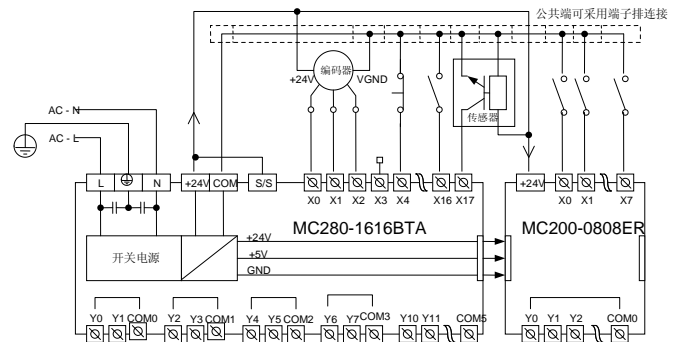 公共端可采用端子排连接
+24V
编码器
VGND
传感器
AC - N
AC - L
L
N
+24V
COM
S/S
X0
X1
X2
X3
X4
X16
X17
+24V
X0
X1
X7
MC280-1616BTA
MC200-0808ER
开关电源
+24V
+5V
GND
Y0
Y1
COM0
Y2
Y3
COM1
Y4
Y5
COM2
Y6
Y7
COM3
Y10
Y11
COM5
Y0
Y1
Y2
COM0